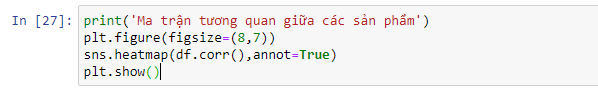 In [27]: print('Ma trận tương quan giữa các sản phẩm')
plt.figure(figsize=(8,7))
sns.heatmap(df.corr(),annot=True)
plt.show()